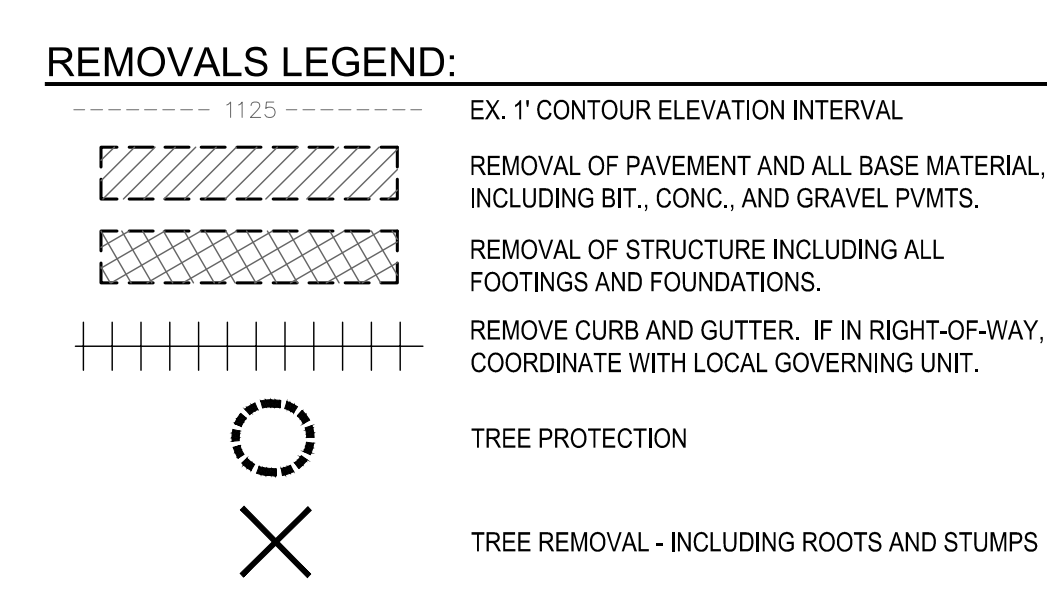 REMOVALS LEGEND:
1125
EX. 1' CONTOUR ELEVATION INTERVAL
REMOVAL OF PAVEMENT AND ALL BASE MATERIAL,
INCLUDING BIT., CONC., AND GRAVEL PVMTS.
REMOVAL OF STRUCTURE INCLUDING ALL
FOOTINGS AND FOUNDATIONS.
REMOVE CURB AND GUTTER. IF IN RIGHT-OF-WAY,
COORDINATE WITH LOCAL GOVERNING UNIT.
TREE PROTECTION
TREE REMOVAL - INCLUDING ROOTS AND STUMPS